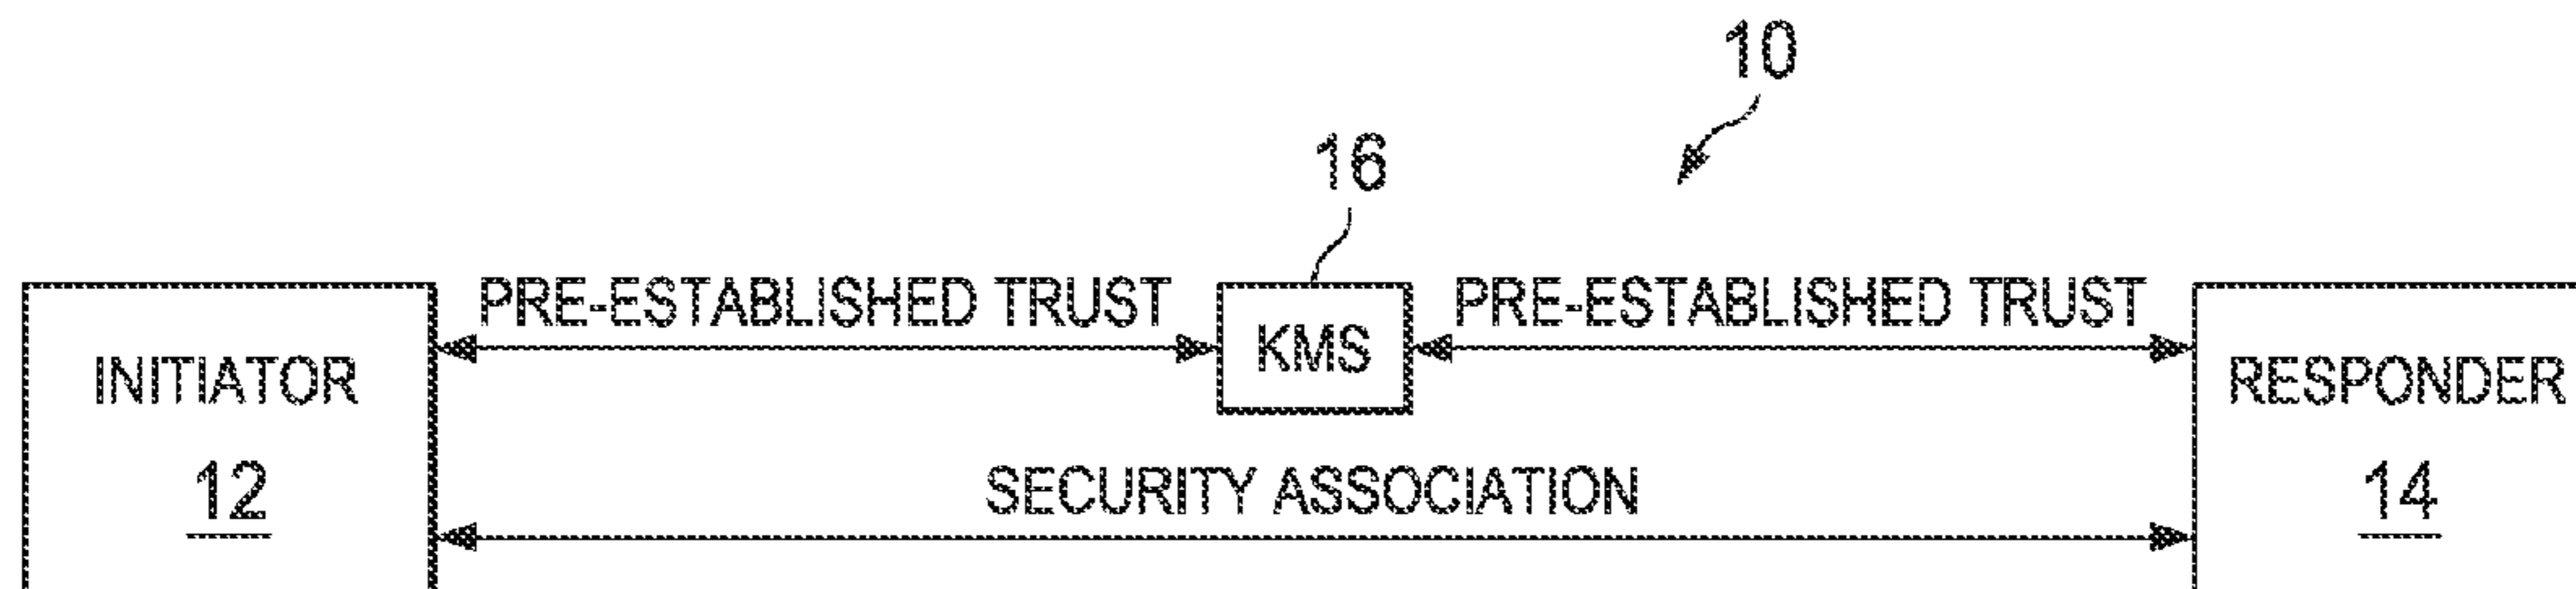 10
16
PRE-ESTABLISHED TRUST PRE-ESTABLISHED TRUST
INITIATOR KMS RESPONDER
12 SECURITY ASSOCIATION 14